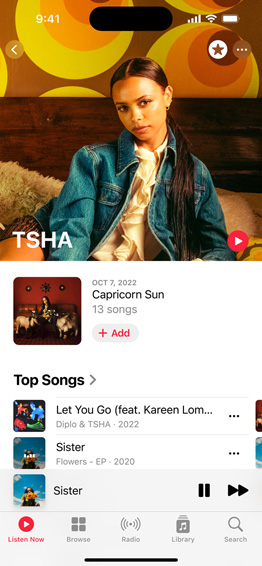 9:41
TSHA
OCT 7, 2022
Capricorn Sun
13 songs
+ Add
Top Songs >
Let You Go (feat. Kareen Lom...
Diplo & TSHA · 2022
Sister
Flowers - EP · 2020
Sister
Listen Now
Browse
Radio
Library
Search